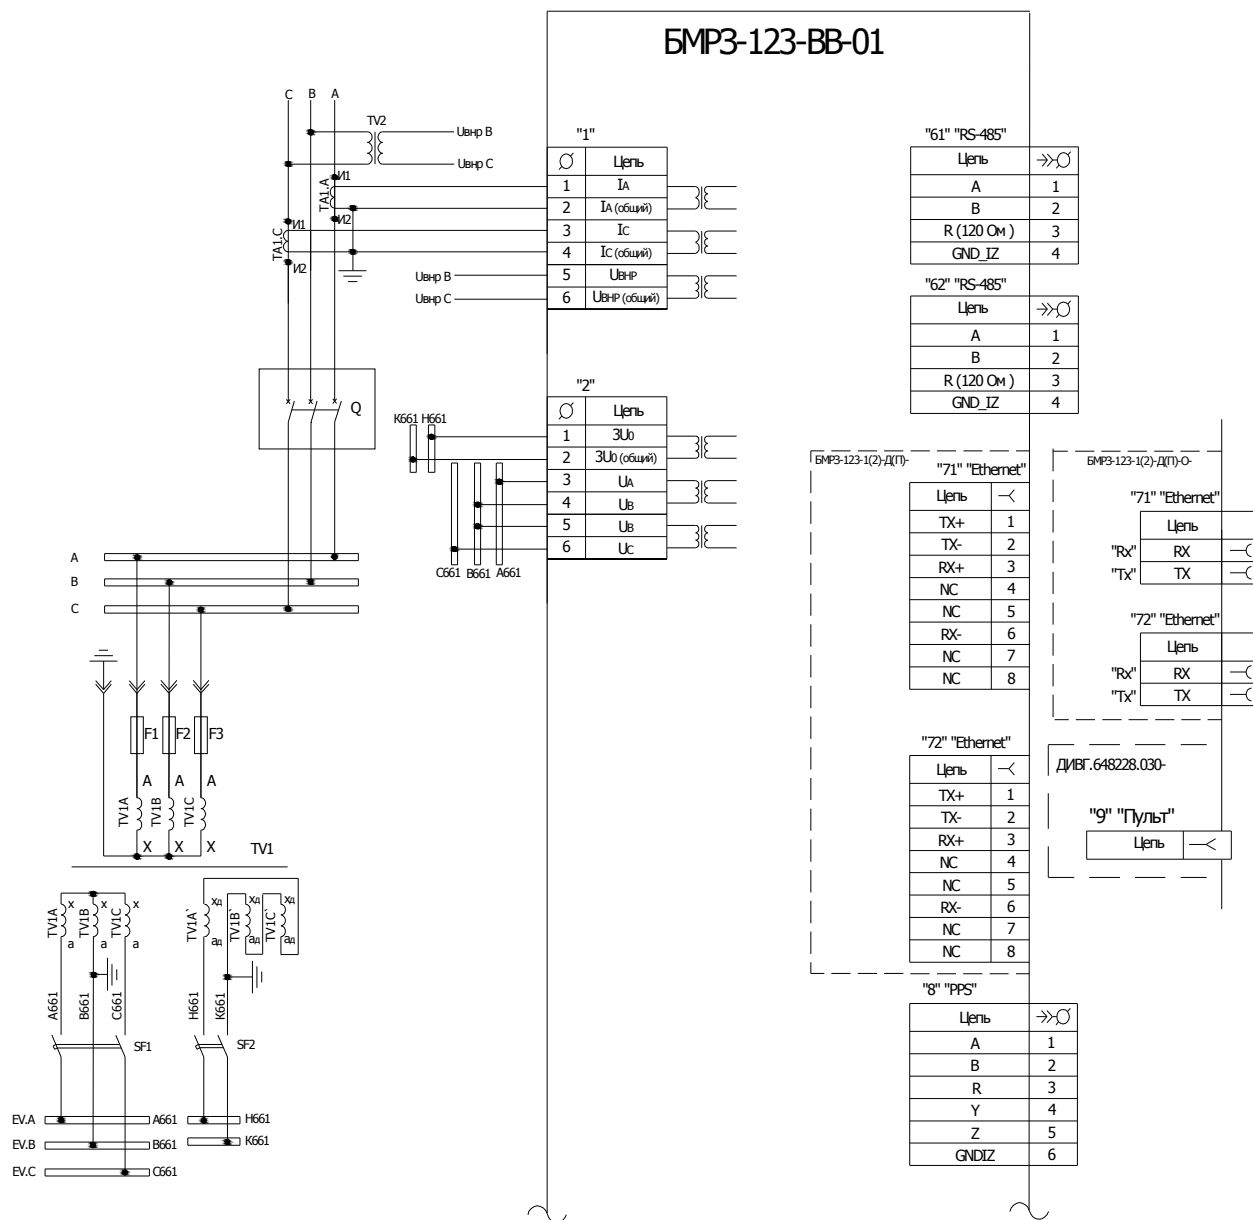 БМРЗ-123-ВВ-01
C B A
TV2
Uвнр В
Uвнр С
И1
TA1.A
И2
И1
TA1.C
И2
Uвнр В
Uвнр С
"1"
Цепь
1 IA
2 IA (общий)
3 IC
4 IC (общий)
5 UВНР
6 UВНР (общий)
Q
"2"
К661 Н661
Цепь
1 3U0
2 3U0 (общий)
3 UA
4 UB
5 UB
6 UC
C661 B661 A661
A
B
C
F1 F2 F3
A A A
TV1A TV1B TV1C
X X X
TV1
TV1A TV1B TV1C
x x x
a a a
TV1A` TV1B` TV1C`
xд xд xд
aд aд aд
A661 B661 C661
H661 K661
SF1
SF2
EV.A A661
EV.B B661
EV.C C661
H661
K661
"61" "RS-485"
Цепь
A 1
B 2
R (120 Ом) 3
GND_IZ 4
"62" "RS-485"
Цепь
A 1
B 2
R (120 Ом) 3
GND_IZ 4
БМРЗ-123-1(2)-Д(П)-
"71" "Ethernet"
Цепь
TX+ 1
TX- 2
RX+ 3
NC 4
NC 5
RX- 6
NC 7
NC 8
"72" "Ethernet"
Цепь
TX+ 1
TX- 2
RX+ 3
NC 4
NC 5
RX- 6
NC 7
NC 8
"8" "PPS"
Цепь
A 1
B 2
R 3
Y 4
Z 5
GNDIZ 6
БМРЗ-123-1(2)-Д(П)-О-
"71" "Ethernet"
Цепь
"Rx" RX
"Tx" TX
"72" "Ethernet"
Цепь
"Rx" RX
"Tx" TX
ДИВГ.648228.030-
"9" "Пульт"
Цепь